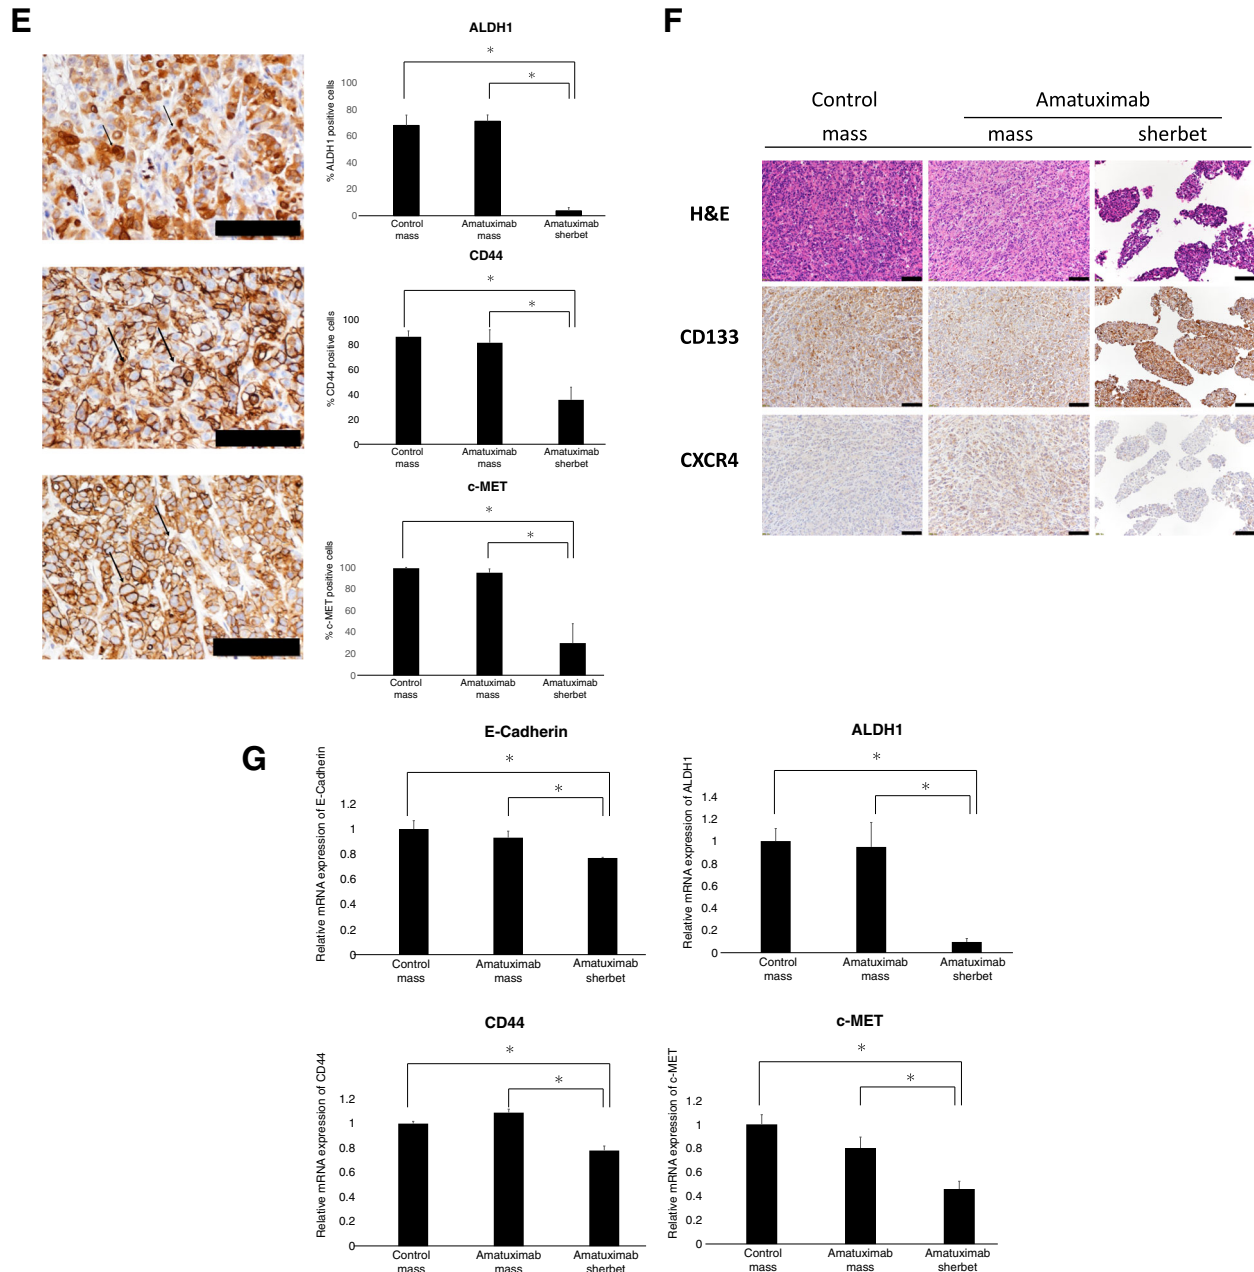 E
ALDH1
*
*
% ALDH1 positive cells
100
80
60
40
20
0
Control
mass
Amatuximab
mass
Amatuximab
sherbet
CD44
*
*
% CD44 positive cells
100
80
60
40
20
0
Control
mass
Amatuximab
mass
Amatuximab
sherbet
c-MET
*
*
% c-MET positive cells
100
80
60
40
20
0
Control
mass
Amatuximab
mass
Amatuximab
sherbet
F
Control
mass
Amatuximab
mass
sherbet
H&E
CD133
CXCR4
G
E-Cadherin
*
*
Relative mRNA expression of E-Cadherin
1.2
1
0.8
0.6
0.4
0.2
0
Control
mass
Amatuximab
mass
Amatuximab
sherbet
ALDH1
*
*
Relative mRNA expression of ALDH1
1.4
1.2
1
0.8
0.6
0.4
0.2
0
Control
mass
Amatuximab
mass
Amatuximab
sherbet
CD44
*
*
Relative mRNA expression of CD44
1.2
1
0.8
0.6
0.4
0.2
0
Control
mass
Amatuximab
mass
Amatuximab
sherbet
c-MET
*
*
Relative mRNA expression of c-MET
1.2
1
0.8
0.6
0.4
0.2
0
Control
mass
Amatuximab
mass
Amatuximab
sherbet